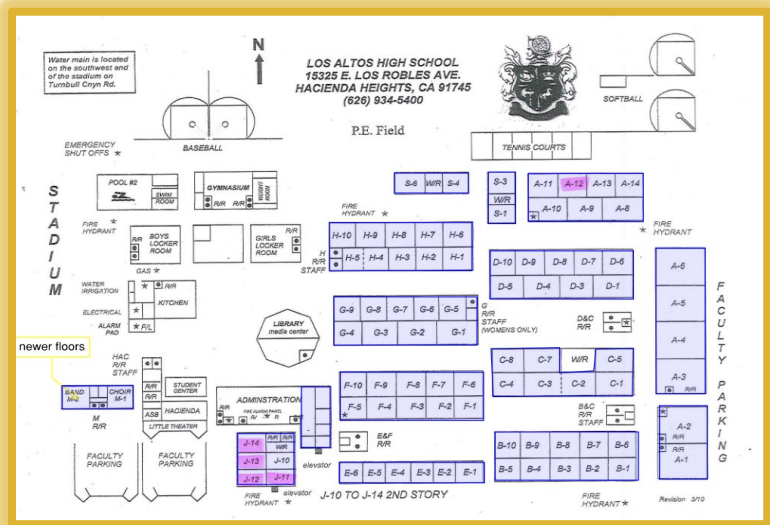 Water main is located
on the southwest end
of the stadium on
Turnbull Cnyn Rd.
N
LOS ALTOS HIGH SCHOOL
15325 E. LOS ROBLES AVE.
HACIENDA HEIGHTS, CA 91745
(626) 934-5400
P.E. Field
SOFTBALL
TENNIS COURTS
BASEBALL
EMERGENCY
SHUT OFFS
STADIUM
POOL #2
SWIM
ROOM
GYMNASIUM
WEIGHT
ROOM
R/R R/R
S-6 W/R S-4
S-3
W/R
S-1
A-11 A-12 A-13 A-14
A-10 A-9 A-8
FIRE
HYDRANT
FIRE
HYDRANT
FIRE
HYDRANT
R/R
BOYS
LOCKER
ROOM
GIRLS
LOCKER
ROOM
R/R
GAS
H
R/R
STAFF
H-10 H-9 H-8 H-7 H-6
H-5 H-4 H-3 H-2 H-1
D-10 D-9 D-8 D-7 D-6
D-5 D-4 D-3 D-1
A-6
A-5
A-4
A-3
R/R
FACULTY PARKING
WATER
IRRIGATION
R/R
KITCHEN
ELECTRICAL
ALARM
PAD
F/L
LIBRARY
media center
G-9 G-8 G-7 G-6 G-5
G-4 G-3 G-2 G-1
G
R/R
STAFF
(WOMENS ONLY)
D&C
R/R
newer floors
HAC
R/R
STAFF
C-8 C-7 W/R C-5
C-4 C-3 C-2 C-1
BAND
M-2
CHOIR
M-1
M
R/R
R/R
R/R
R/R
STUDENT
CENTER
ASB
HACIENDA
LITTLE THEATER
ADMINSTRATION
FIRE ALARM PANEL
R/R
R/R
F-10 F-9 F-8 F-7 F-6
F-5 F-4 F-3 F-2 F-1
B&C
R/R
STAFF
A-2
R/R
R/R
A-1
FACULTY
PARKING
FACULTY
PARKING
R/R R/R
W/R
J-14
J-13 J-10
J-12 J-11
elevator
E&F
R/R
B-10 B-9 B-8 B-7 B-6
B-5 B-4 B-3 B-2 B-1
E-6 E-5 E-4 E-3 E-2 E-1
FIRE
HYDRANT
elevator
J-10 TO J-14 2ND STORY
FIRE
HYDRANT
Revision 3/10